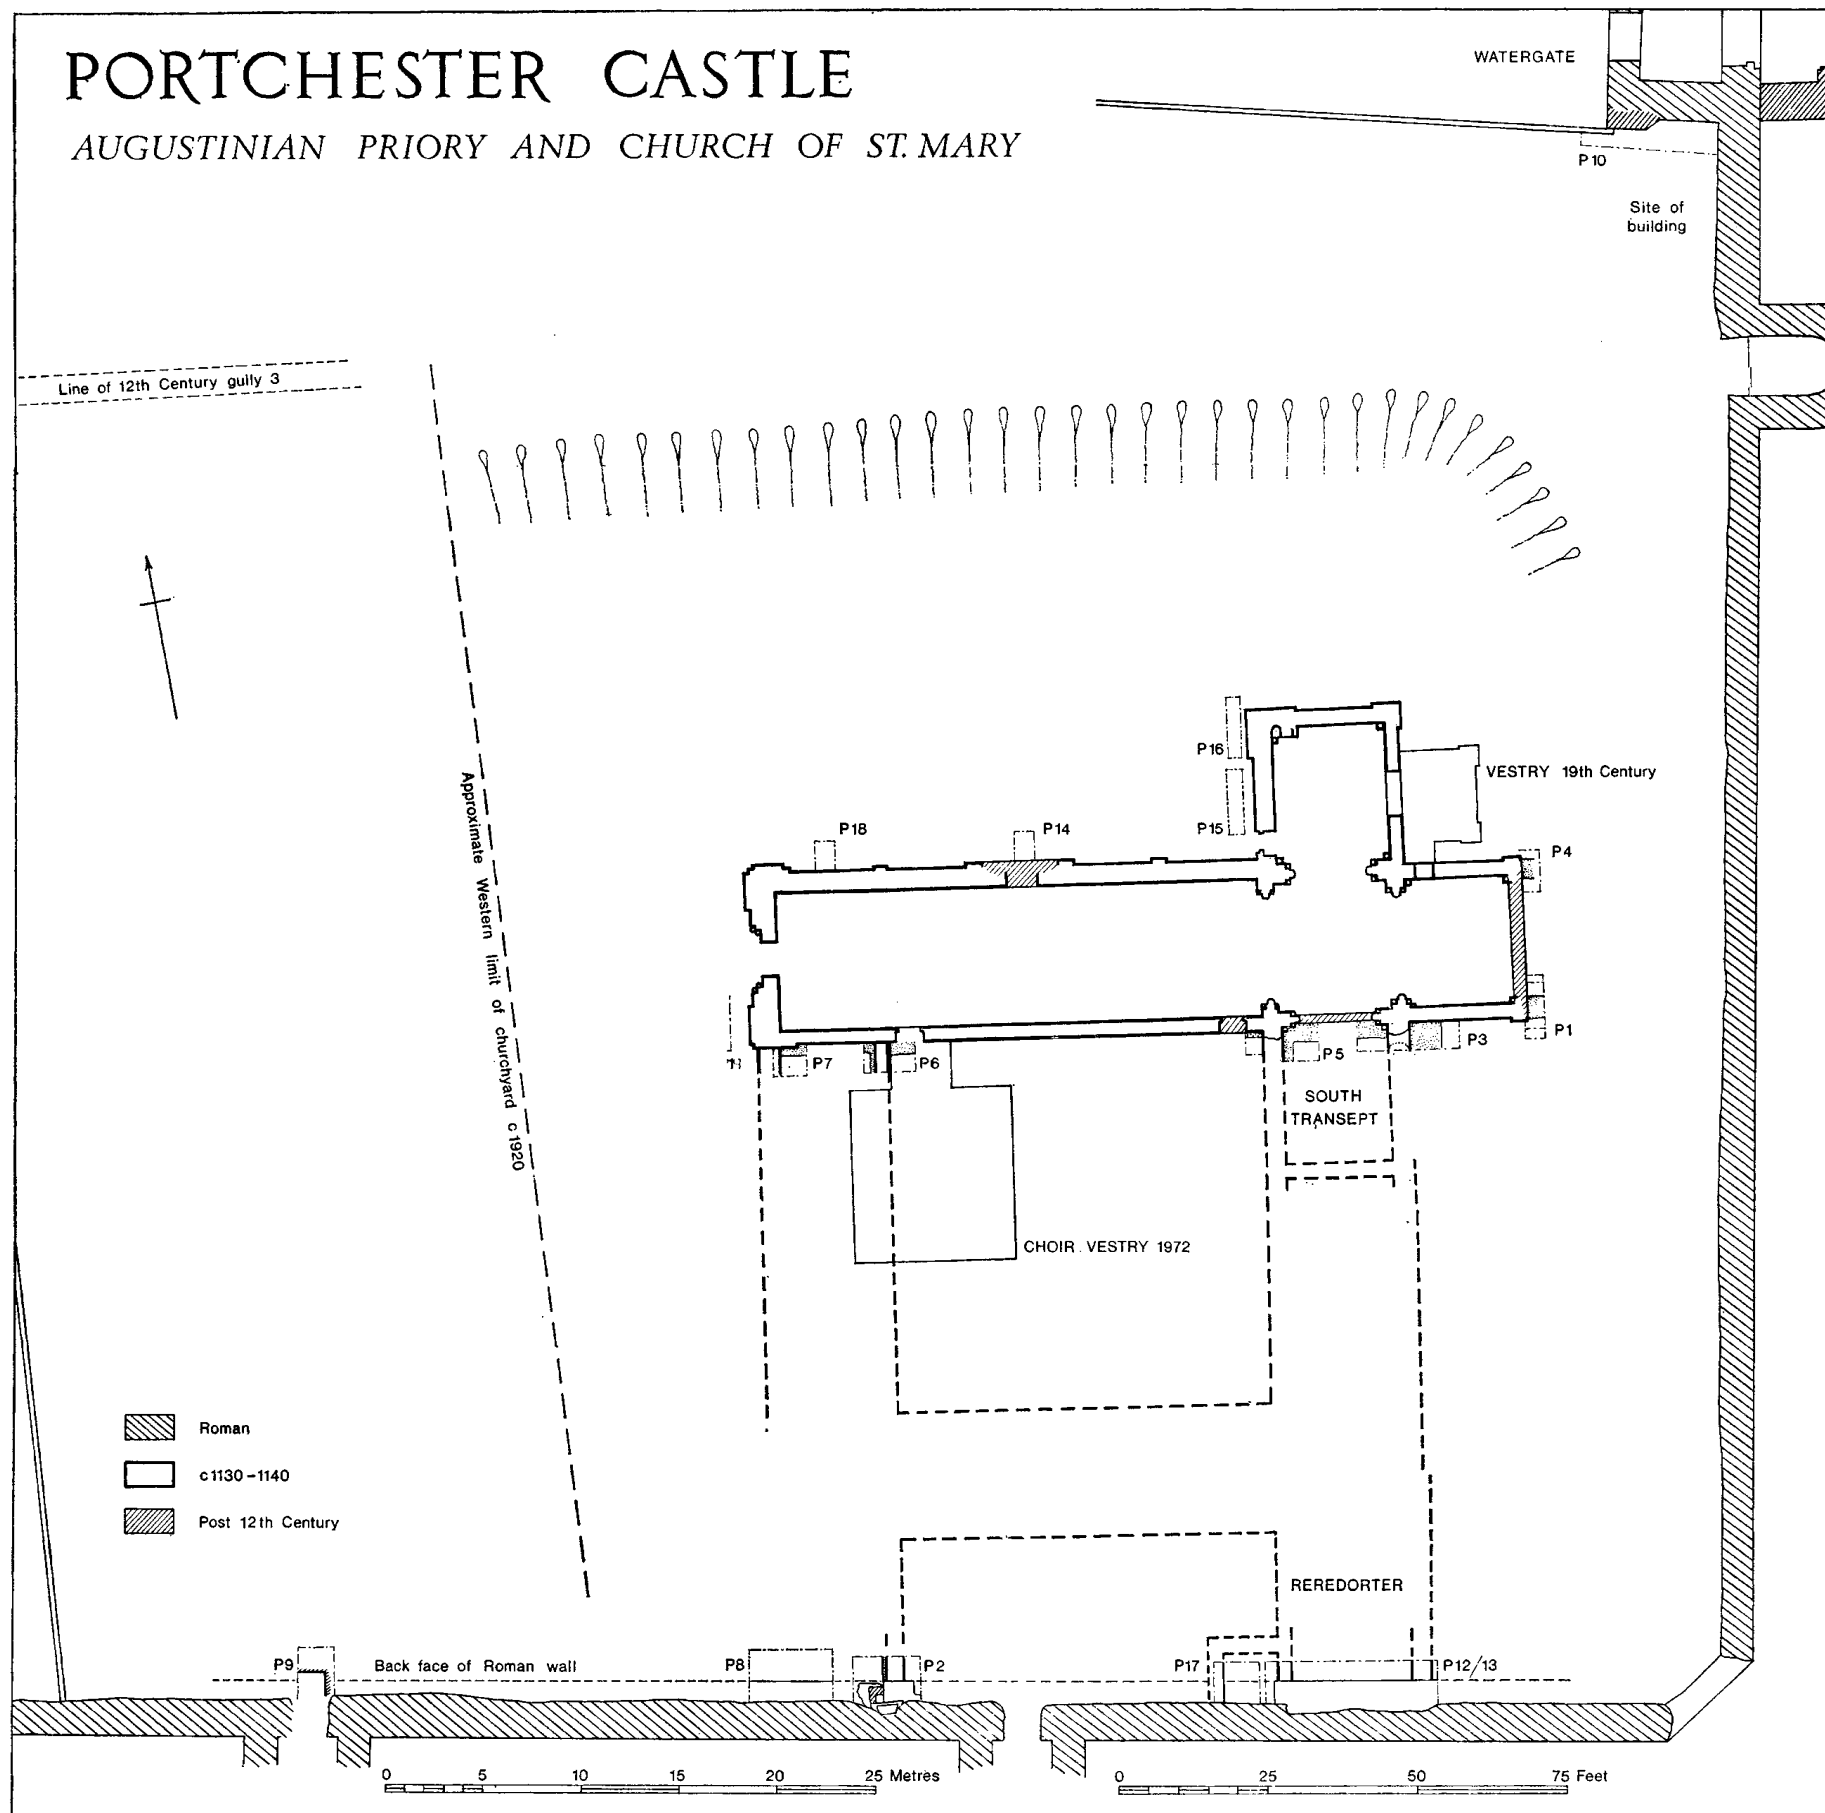 PORTCHESTER CASTLE
AUGUSTINIAN PRIORY AND CHURCH OF ST. MARY
WATERGATE
P10
Site of
building
Line of 12th Century gully 3
Approximate Western limit of churchyard c1920
P16
VESTRY 19th Century
P15
P18
P14
P4
P7
P6
P5
P3
P1
SOUTH
TRANSEPT
CHOIR VESTRY 1972
Roman
c1130-1140
Post 12th Century
REREDORTER
P9
Back face of Roman wall
P8
P2
P17
P12/13
0 5 10 15 20 25 Metres
0 25 50 75 Feet